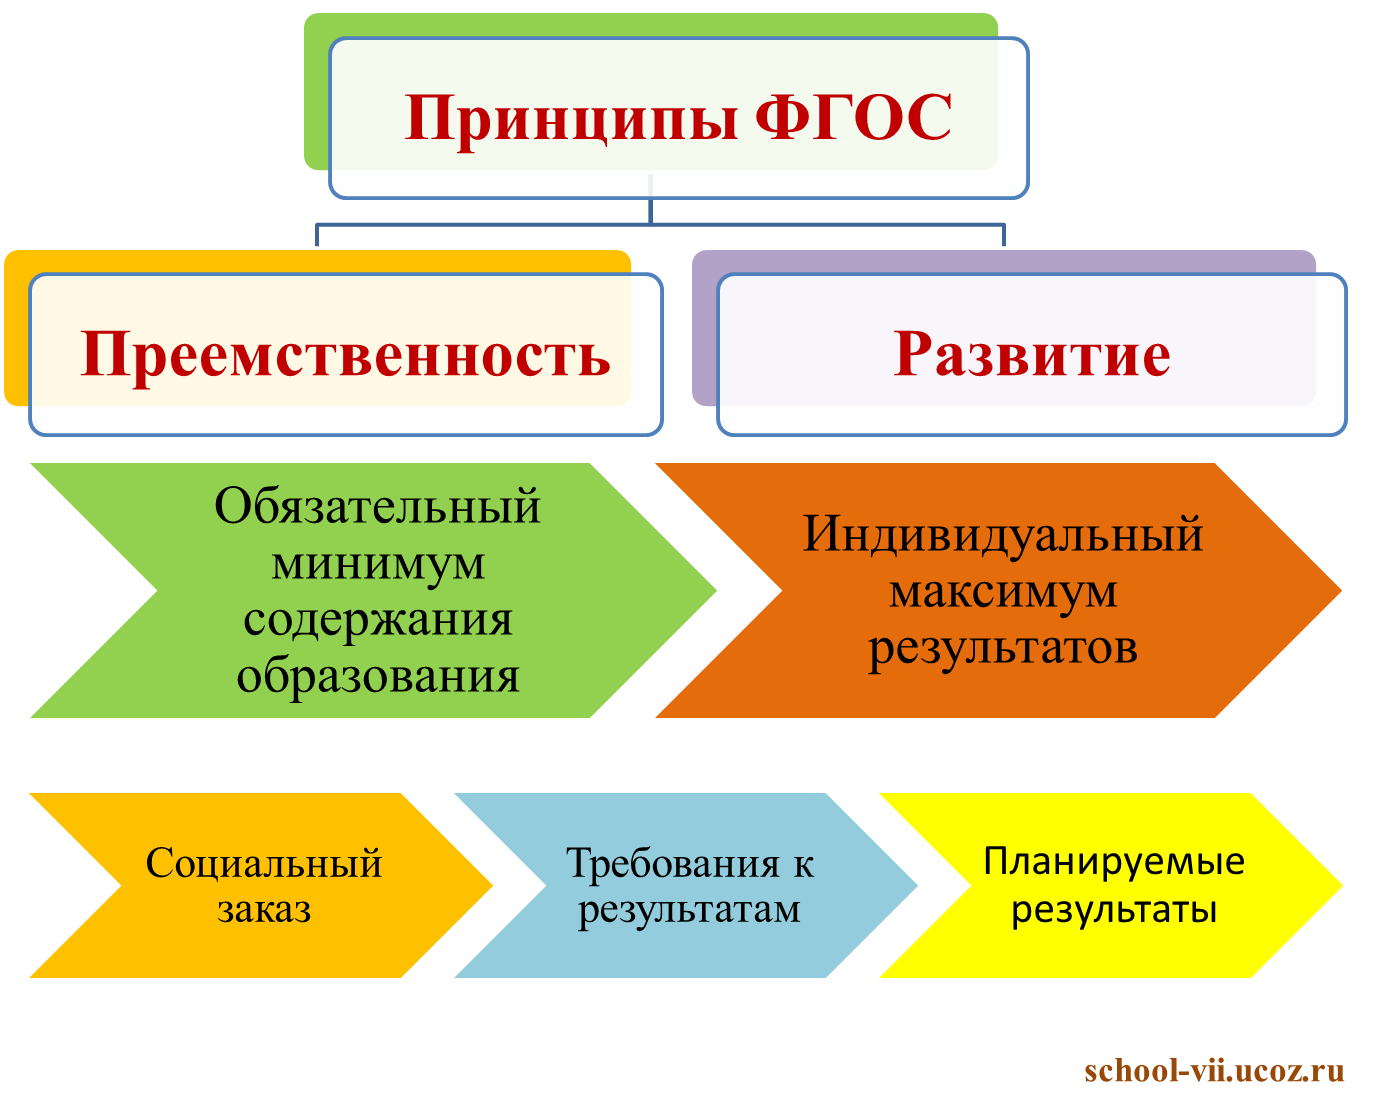 Принципы ФГОС
Преемственность
Развитие
Обязательный
минимум
содержания
образования
Индивидуальный
максимум
результатов
Социальный
заказ
Требования к
результатам
Планируемые
результаты
school-vii.ucoz.ru